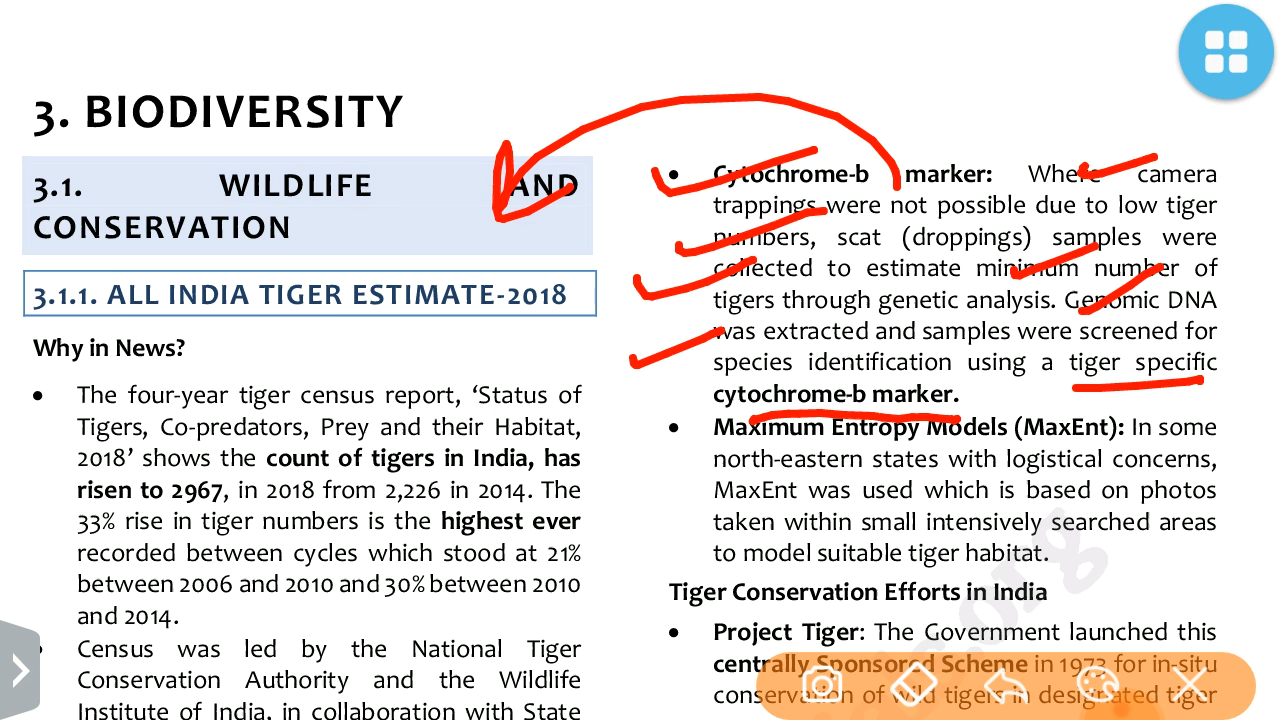 3. BIODIVERSITY
3.1. WILDLIFE AND
CONSERVATION
3.1.1. ALL INDIA TIGER ESTIMATE-2018
Why in News?
• The four-year tiger census report, ‘Status of
Tigers, Co-predators, Prey and their Habitat,
2018’ shows the count of tigers in India, has
risen to 2967, in 2018 from 2,226 in 2014. The
33% rise in tiger numbers is the highest ever
recorded between cycles which stood at 21%
between 2006 and 2010 and 30% between 2010
and 2014.
• Census was led by the National Tiger
Conservation Authority and the Wildlife
Institute of India, in collaboration with State
• Cytochrome-b marker: Where camera
trappings were not possible due to low tiger
numbers, scat (droppings) samples were
collected to estimate minimum number of
tigers through genetic analysis. Genomic DNA
was extracted and samples were screened for
species identification using a tiger specific
cytochrome-b marker.
• Maximum Entropy Models (MaxEnt): In some
north-eastern states with logistical concerns,
MaxEnt was used which is based on photos
taken within small intensively searched areas
to model suitable tiger habitat.
Tiger Conservation Efforts in India
• Project Tiger: The Government launched this
centrally Sponsored Scheme in 1973 for in-situ
conservation of wild tigers in designated tiger